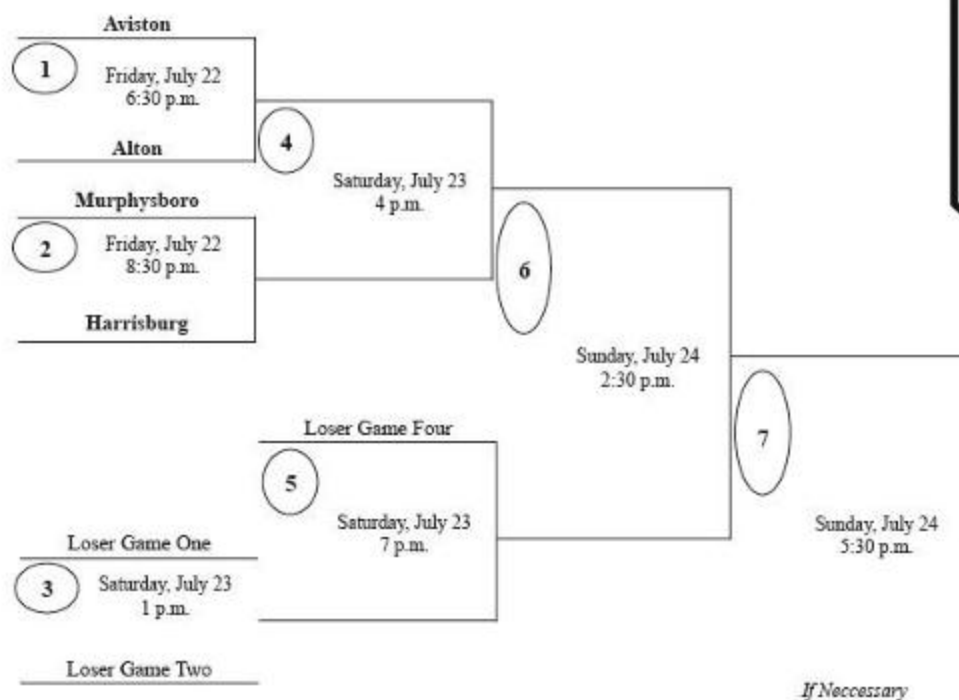 Aviston
1
Friday, July 22
6:30 p.m.
Alton
4
Saturday, July 23
4 p.m.
Murphysboro
2
Friday, July 22
8:30 p.m.
Harrisburg
6
Sunday, July 24
2:30 p.m.
Loser Game Four
5
Saturday, July 23
7 p.m.
7
Sunday, July 24
5:30 p.m.
Loser Game One
3
Saturday, July 23
1 p.m.
Loser Game Two
If Neccessary